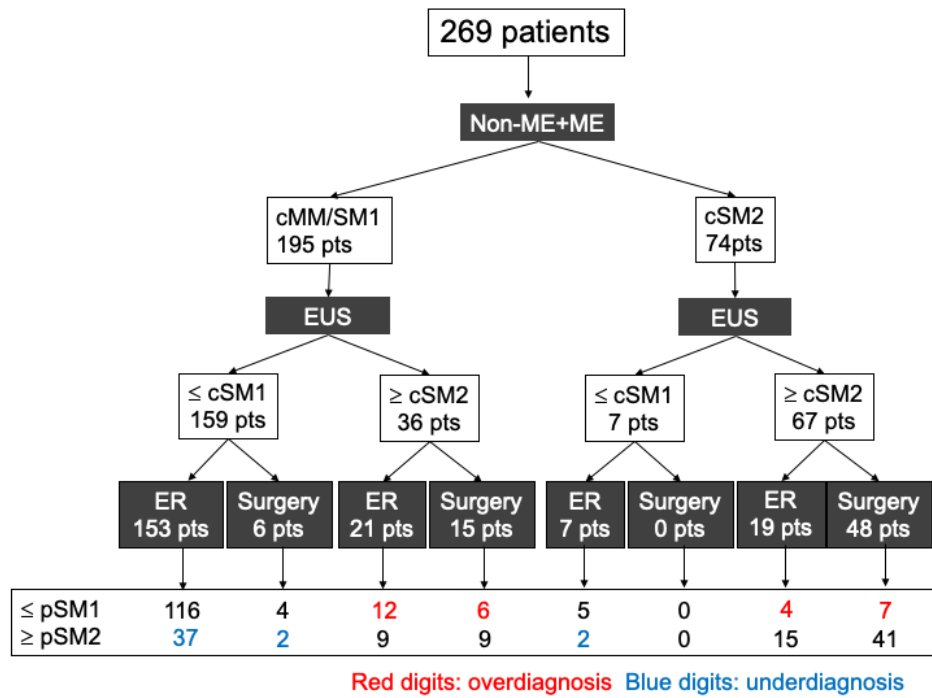 269 patients
Non-ME+ME
cMM/SM1
195 pts
cSM2
74pts
EUS
EUS
≤ cSM1
159 pts
≥ cSM2
36 pts
≤ cSM1
7 pts
≥ cSM2
67 pts
ER
153 pts
Surgery
6 pts
ER
21 pts
Surgery
15 pts
ER
7 pts
Surgery
0 pts
ER
19 pts
Surgery
48 pts
≤ pSM1 116 4 12 6 5 0 4 7
≥ pSM2 37 2 9 9 2 0 15 41
Red digits: overdiagnosis Blue digits: underdiagnosis